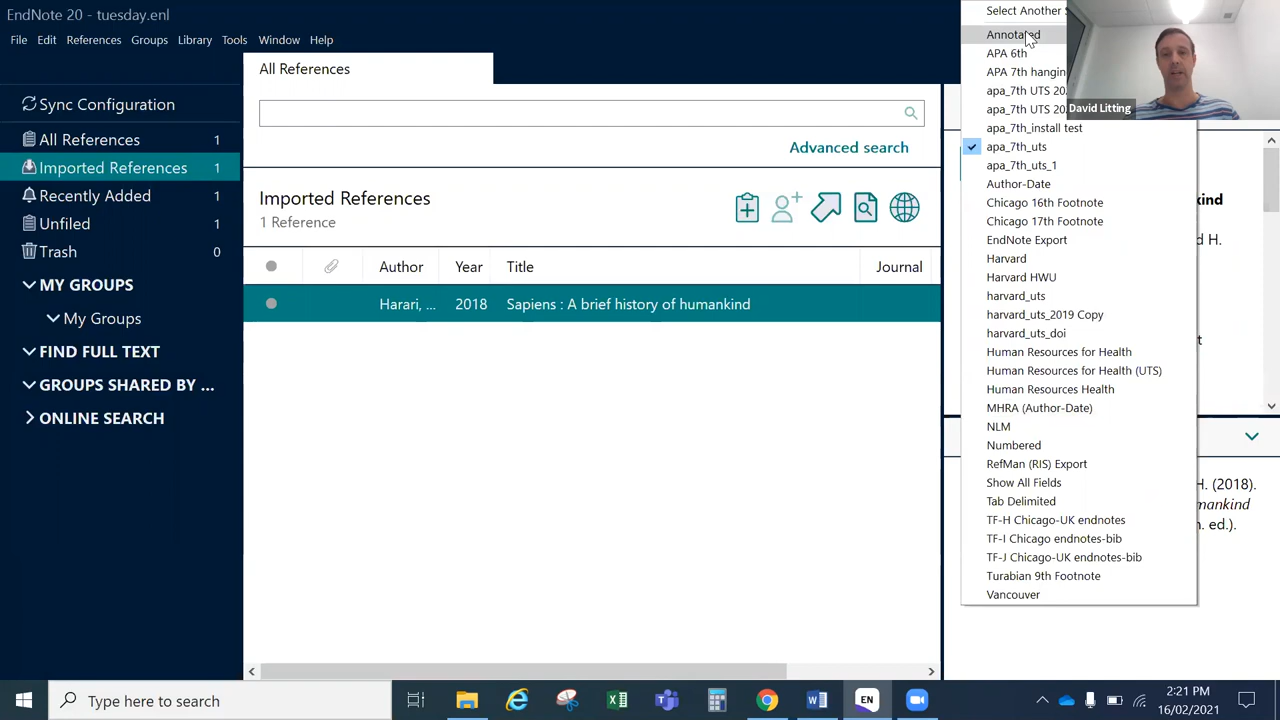 EndNote 20 - tuesday.enl
File Edit References Groups Library Tools Window Help
Sync Configuration
All References 1
Imported References 1
Recently Added 1
Unfiled 1
Trash 0
MY GROUPS
My Groups
FIND FULL TEXT
GROUPS SHARED BY ...
ONLINE SEARCH
All References
Advanced search
Imported References
1 Reference
Author Year Title Journal
Harari, ... 2018 Sapiens : A brief history of humankind
Select Another
Annotated
APA 6th
APA 7th hangin
apa_7th UTS 20
apa_7th UTS 20
apa_7th_install test
apa_7th_uts
apa_7th_uts_1
Author-Date
Chicago 16th Footnote
Chicago 17th Footnote
EndNote Export
Harvard
Harvard HWU
harvard_uts
harvard_uts_2019 Copy
harvard_uts_doi
Human Resources for Health
Human Resources for Health (UTS)
Human Resources Health
MHRA (Author-Date)
NLM
Numbered
RefMan (RIS) Export
Show All Fields
Tab Delimited
TF-H Chicago-UK endnotes
TF-I Chicago endnotes-bib
TF-J Chicago-UK endnotes-bib
Turabian 9th Footnote
Vancouver
David Litting
kind
d H.
t
H. (2018).
mankind
n. ed.).
Type here to search
EN
2:21 PM
16/02/2021